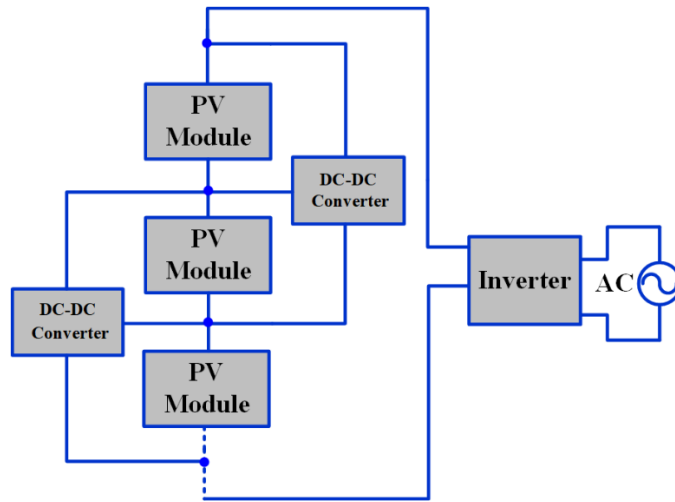 PV
Module
DC-DC
Converter
PV
Module
Inverter
AC
DC-DC
Converter
PV
Module